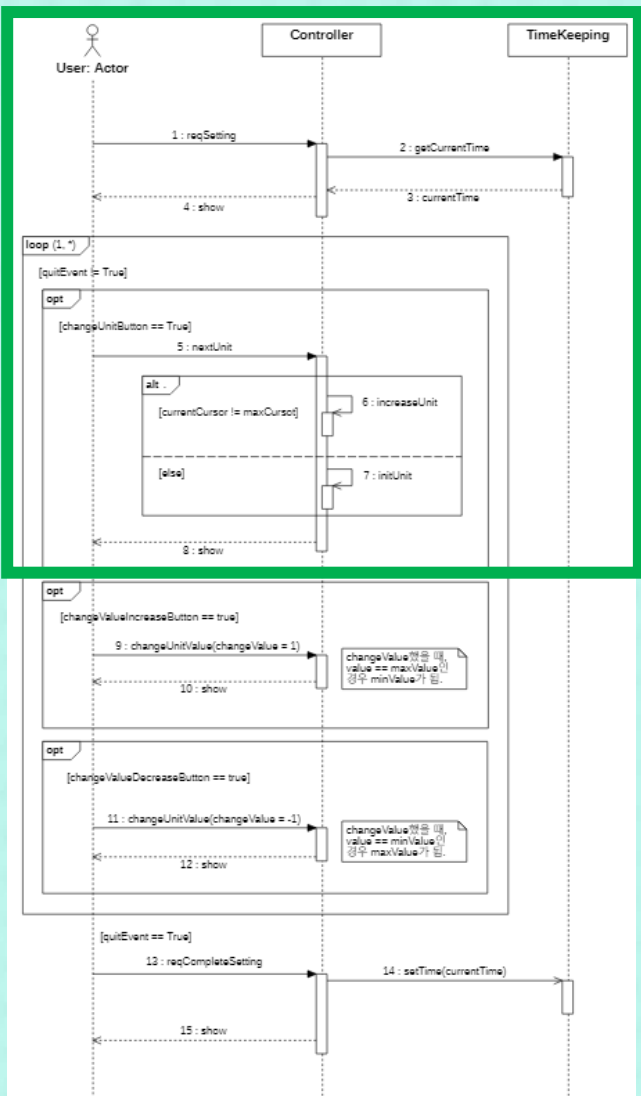 Controller
TimeKeeping
User: Actor
1 : reqSetting
2 : getCurrentTime
3 : currentTime
4 : show
loop (1, *)
[quitEvent != True]
opt
[changeUnitButton == True]
5 : nextUnit
alt .
6 : increaseUnit
[currentCursor != maxCursot]
[else]
7 : initUnit
8 : show
opt
[changeValueIncreaseButton == true]
9 : changeUnitValue(changeValue = 1)
changeValue했을 때,
value == maxValue인
경우 minValue가 됨.
10 : show
opt
[changeValueDecreaseButton == true]
11 : changeUnitValue(changeValue = -1)
changeValue했을 때,
value == minValue인
경우 maxValue가 됨.
12 : show
[quitEvent == True]
13 : reqCompleteSetting
14 : setTime(currentTime)
15 : show